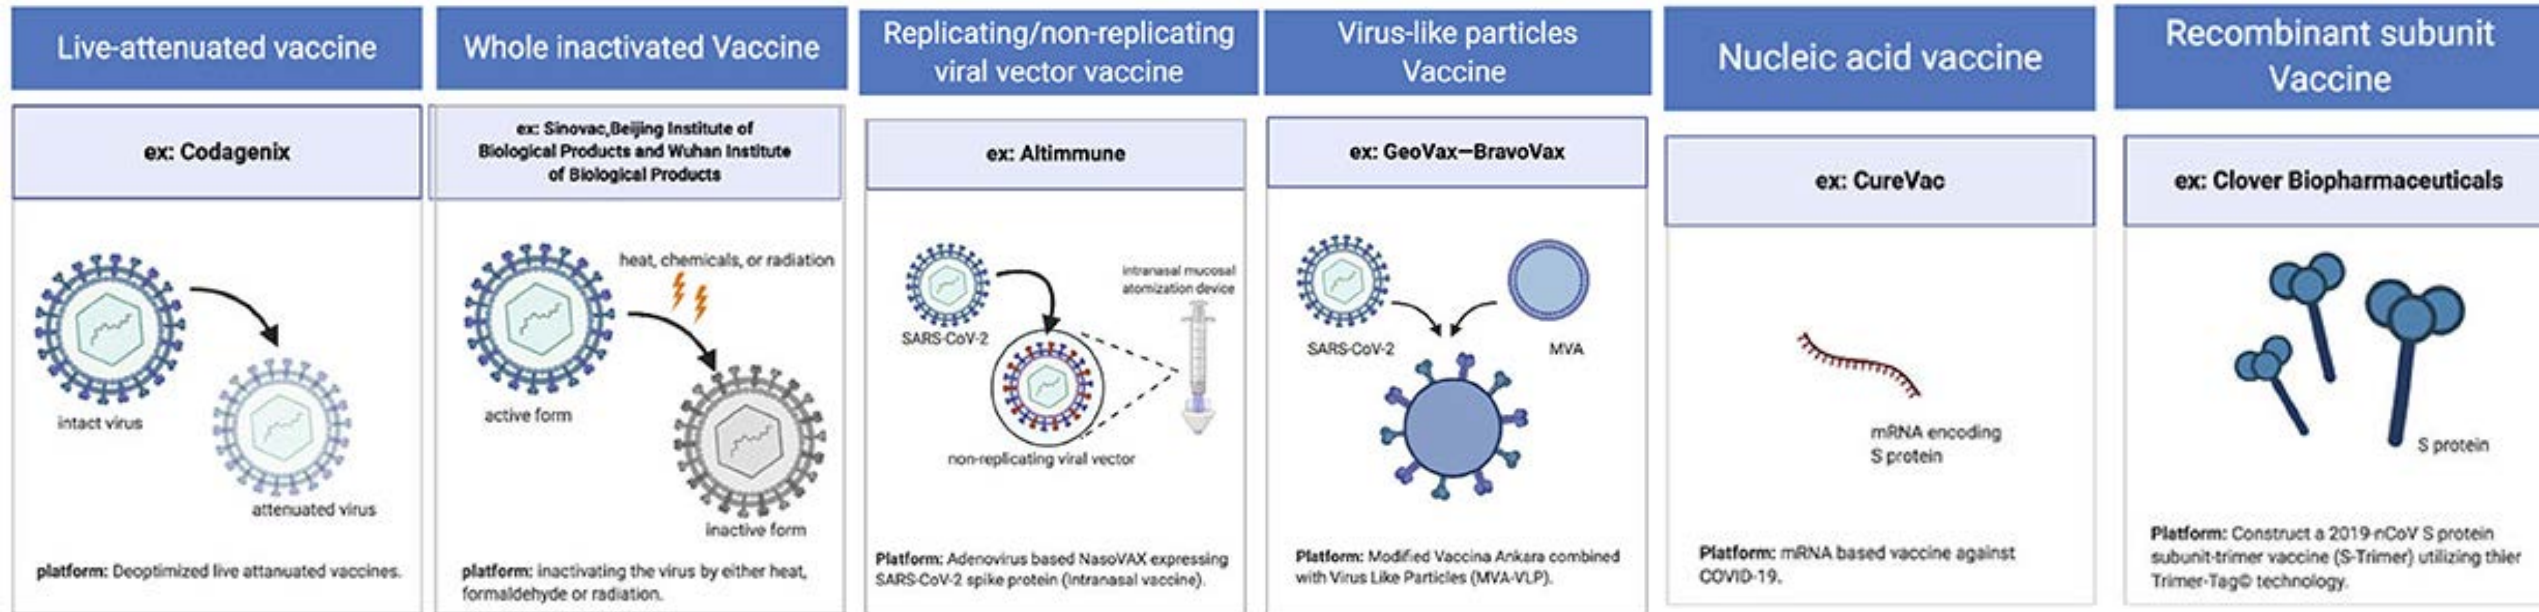 Live-attenuated vaccine
ex: Codagenix
intact virus
attenuated virus
platform: Deoptimized live attanuated vaccines.
Whole inactivated Vaccine
ex: Sinovac,Beijing Institute of
Biological Products and Wuhan Institute
of Biological Products
heat, chemicals, or radiation
active form
inactive form
platform: inactivating the virus by either heat,
formaldehyde or radiation.
Replicating/non-replicating
viral vector vaccine
ex: Altimmune
intranasal mucosal
atomization device
SARS-CoV-2
non-replicating viral vector
Platform: Adenovirus based NasoVAX expressing
SARS-CoV-2 spike protein (Intranasal vaccine).
Virus-like particles
Vaccine
ex: GeoVax—BravoVax
SARS-CoV-2
MVA
Platform: Modified Vaccina Ankara combined
with Virus Like Particles (MVA-VLP).
Nucleic acid vaccine
ex: CureVac
mRNA encoding
S protein
Platform: mRNA based vaccine against
COVID-19.
Recombinant subunit
Vaccine
ex: Clover Biopharmaceuticals
S protein
Platform: Construct a 2019-nCoV S protein
subunit-trimer vaccine (S-Trimer) utilizing thier
Trimer-Tag© technology.